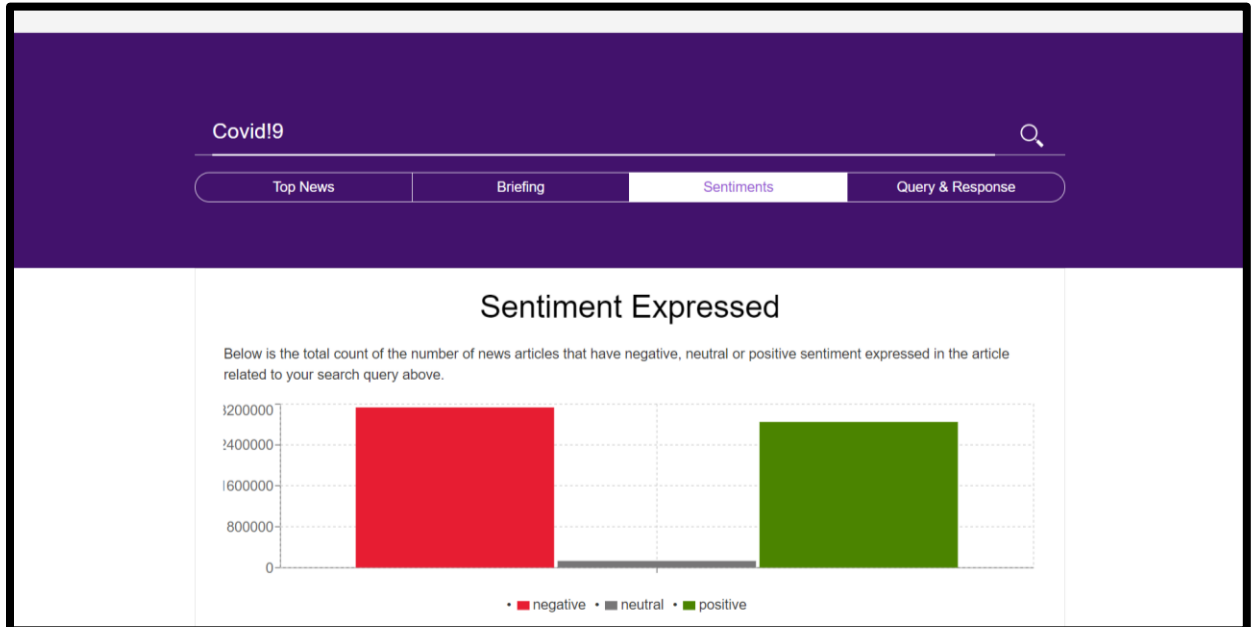 Covid!9
Top News
Briefing
Sentiments
Query & Response
Sentiment Expressed
Below is the total count of the number of news articles that have negative, neutral or positive sentiment expressed in the article
related to your search query above.
3200000
2400000
1600000
800000
0
• negative • neutral • positive